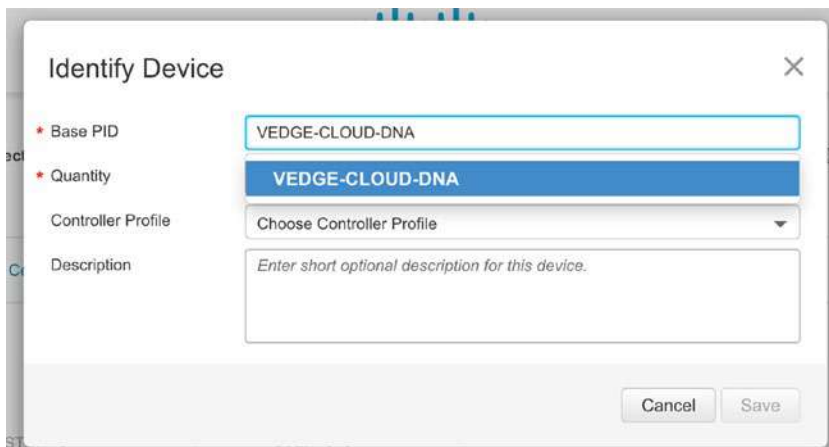 Identify Device
* Base PID
VEDGE-CLOUD-DNA
* Quantity
VEDGE-CLOUD-DNA
Controller Profile
Choose Controller Profile
Description
Enter short optional description for this device.
Cancel
Save